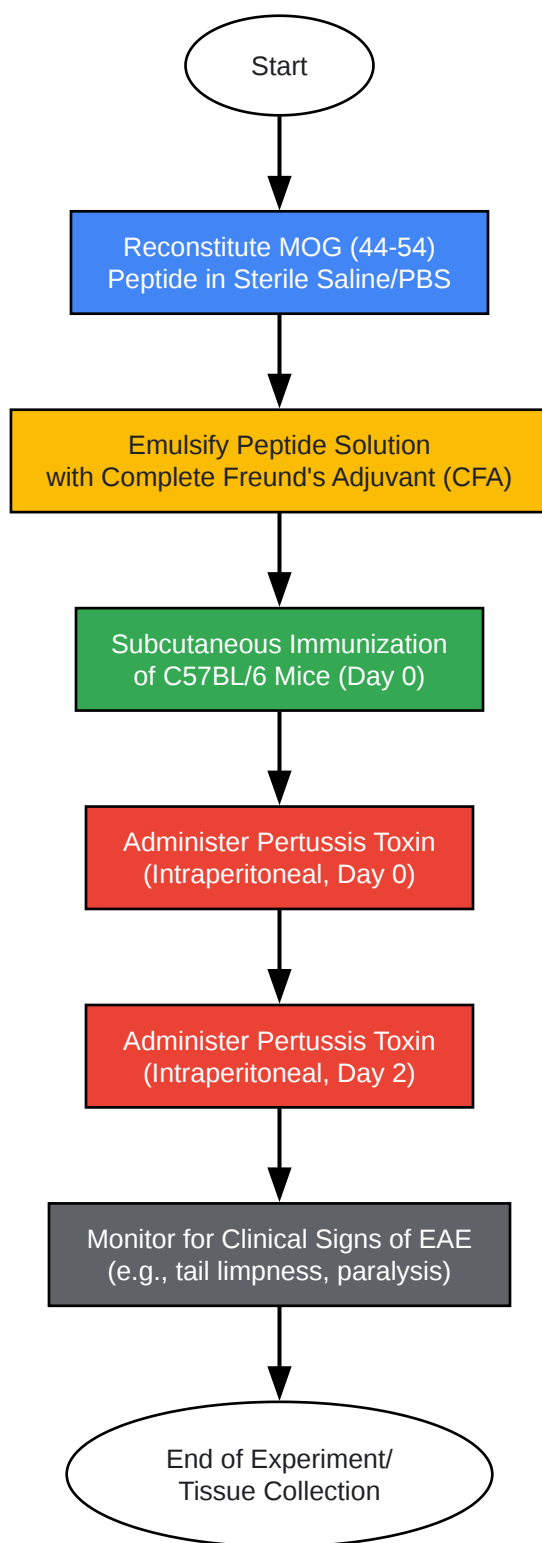 Start
Reconstitute MOG (44-54)
Peptide in Sterile Saline/PBS
Emulsify Peptide Solution
with Complete Freund's Adjuvant (CFA)
Subcutaneous Immunization
of C57BL/6 Mice (Day 0)
Administer Pertussis Toxin
(Intraperitoneal, Day 0)
Administer Pertussis Toxin
(Intraperitoneal, Day 2)
Monitor for Clinical Signs of EAE
(e.g., tail limpness, paralysis)
End of Experiment/
Tissue Collection